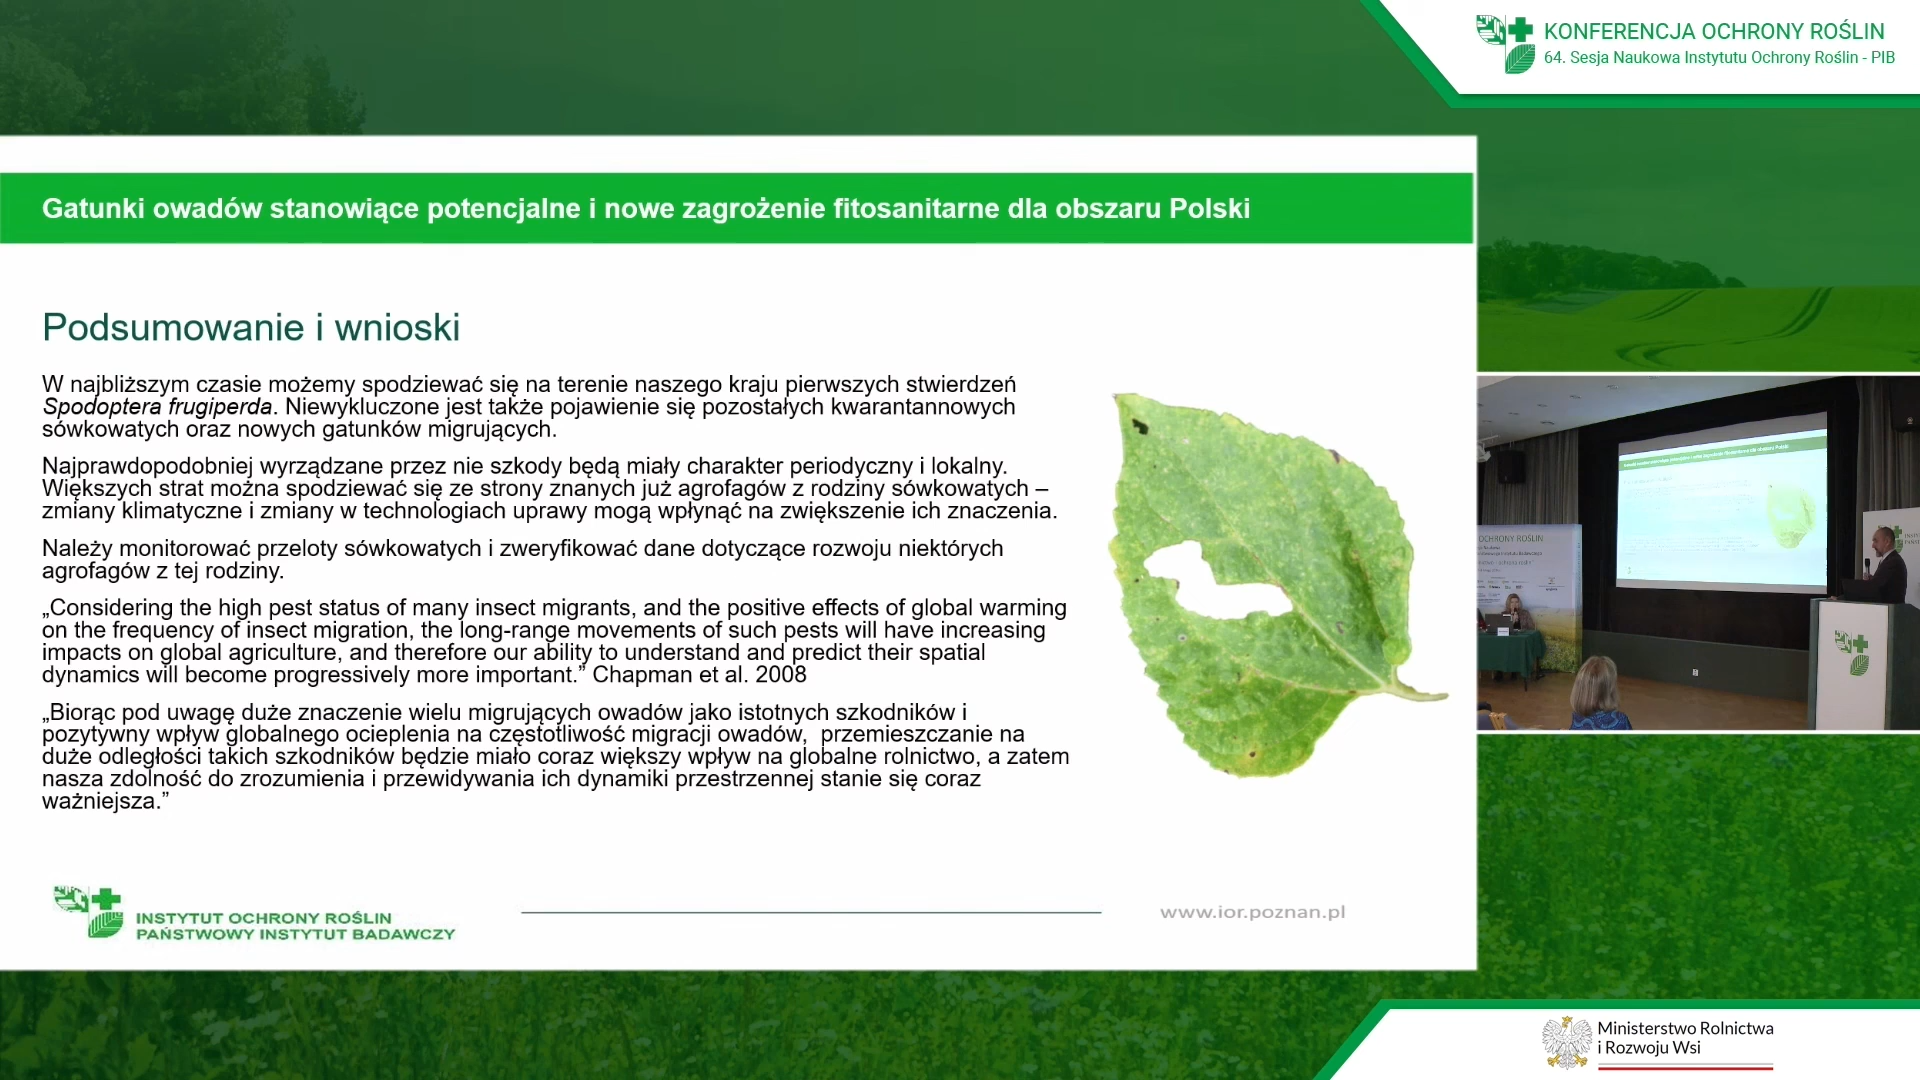 KONFERENCJA OCHRONY ROŚLIN
64. Sesja Naukowa Instytutu Ochrony Roślin - PIB
Gatunki owadów stanowiące potencjalne i nowe zagrożenie fitosanitarne dla obszaru Polski
Podsumowanie i wnioski
W najbliższym czasie możemy spodziewać się na terenie naszego kraju pierwszych stwierdzeń
Spodoptera frugiperda. Niewykluczone jest także pojawienie się pozostałych kwarantannowych
sówkowatych oraz nowych gatunków migrujących.
Najprawdopodobniej wyrządzane przez nie szkody będą miały charakter periodyczny i lokalny.
Większych strat można spodziewać się ze strony znanych już agrofagów z rodziny sówkowatych –
zmiany klimatyczne i zmiany w technologiach uprawy mogą wpłynąć na zwiększenie ich znaczenia.
Należy monitorować przeloty sówkowatych i zweryfikować dane dotyczące rozwoju niektórych
agrofagów z tej rodziny.
„Considering the high pest status of many insect migrants, and the positive effects of global warming
on the frequency of insect migration, the long-range movements of such pests will have increasing
impacts on global agriculture, and therefore our ability to understand and predict their spatial
dynamics will become progressively more important.” Chapman et al. 2008
„Biorąc pod uwagę duże znaczenie wielu migrujących owadów jako istotnych szkodników i
pozytywny wpływ globalnego ocieplenia na częstotliwość migracji owadów, przemieszczanie na
duże odległości takich szkodników będzie miało coraz większy wpływ na globalne rolnictwo, a zatem
nasza zdolność do zrozumienia i przewidywania ich dynamiki przestrzennej stanie się coraz
ważniejsza.”
INSTYTUT OCHRONY ROŚLIN
PAŃSTWOWY INSTYTUT BADAWCZY
www.ior.poznan.pl
OCHRONY ROŚLIN
Ministerstwo Rolnictwa
i Rozwoju Wsi